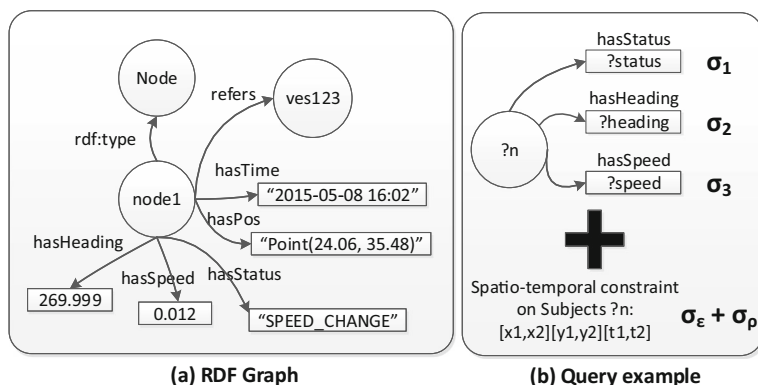 Node
refers
ves123
rdf:type
hasTime
"2015-05-08 16:02"
node1
hasPos
"Point(24.06, 35.48)"
hasHeading
hasSpeed
hasStatus
269.999
0.012
"SPEED_CHANGE"
(a) RDF Graph
hasStatus
?status
σ1
hasHeading
?heading
σ2
?n
hasSpeed
?speed
σ3
Spatio-temporal constraint
on Subjects ?n:
[x1,x2][y1,y2][t1,t2]
σε + σρ
(b) Query example